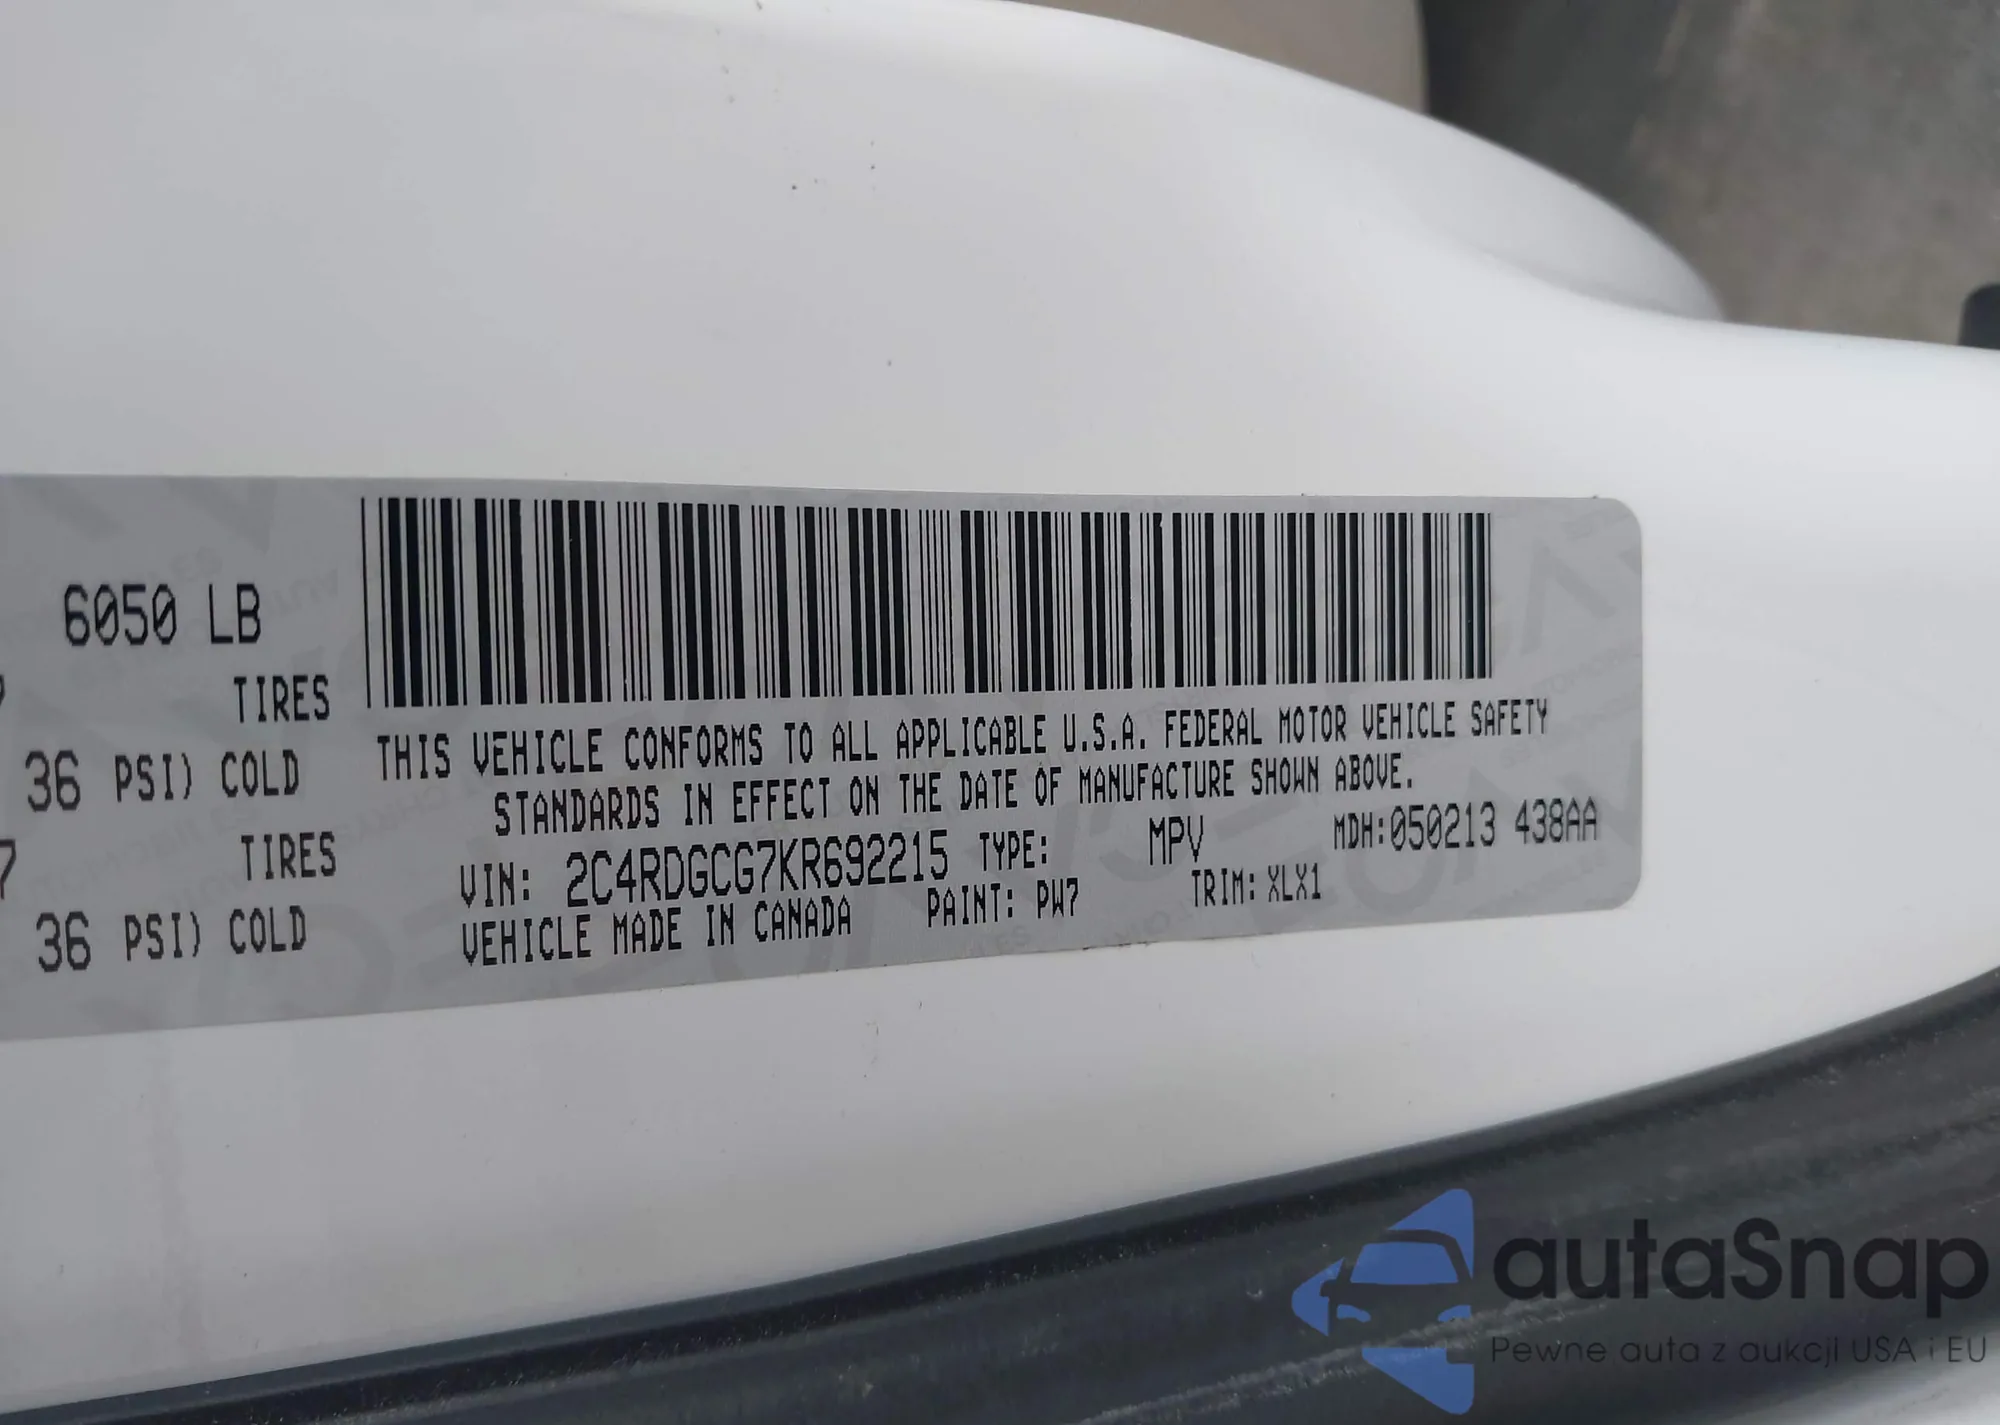 6050 LB
TIRES
36 PSI) COLD
7 TIRES
36 PSI) COLD
THIS VEHICLE CONFORMS TO ALL APPLICABLE U.S.A. FEDERAL MOTOR VEHICLE SAFETY
STANDARDS IN EFFECT ON THE DATE OF MANUFACTURE SHOWN ABOVE.
VIN: 2C4RDGCG7KR692215 TYPE: MPV MDH:050213 438AA
VEHICLE MADE IN CANADA PAINT: PW7 TRIM: XLX1
autaSnap
Pewne auta z aukcji USA i EU